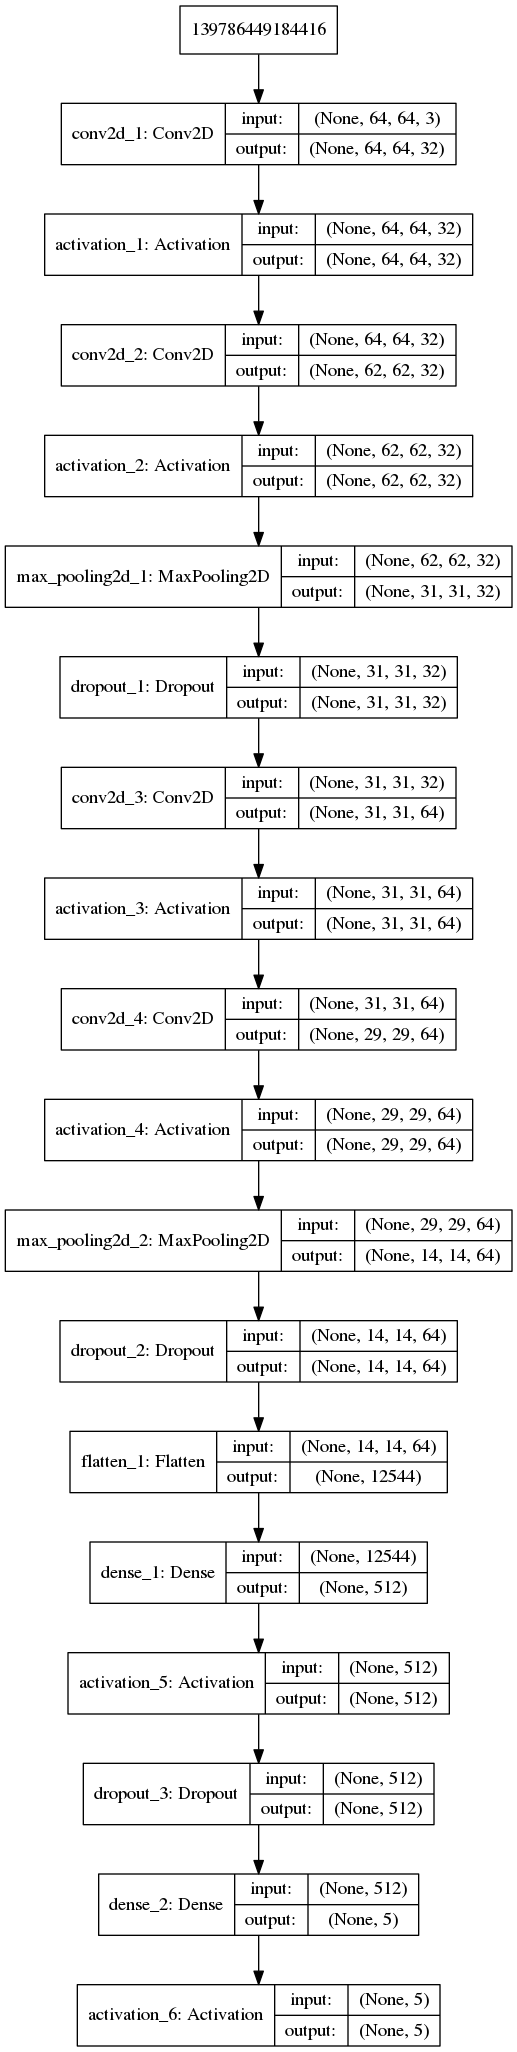 139786449184416
conv2d_1: Conv2D
input: (None, 64, 64, 3)
output: (None, 64, 64, 32)
activation_1: Activation
input: (None, 64, 64, 32)
output: (None, 64, 64, 32)
conv2d_2: Conv2D
input: (None, 64, 64, 32)
output: (None, 62, 62, 32)
activation_2: Activation
input: (None, 62, 62, 32)
output: (None, 62, 62, 32)
max_pooling2d_1: MaxPooling2D
input: (None, 62, 62, 32)
output: (None, 31, 31, 32)
dropout_1: Dropout
input: (None, 31, 31, 32)
output: (None, 31, 31, 32)
conv2d_3: Conv2D
input: (None, 31, 31, 32)
output: (None, 31, 31, 64)
activation_3: Activation
input: (None, 31, 31, 64)
output: (None, 31, 31, 64)
conv2d_4: Conv2D
input: (None, 31, 31, 64)
output: (None, 29, 29, 64)
activation_4: Activation
input: (None, 29, 29, 64)
output: (None, 29, 29, 64)
max_pooling2d_2: MaxPooling2D
input: (None, 29, 29, 64)
output: (None, 14, 14, 64)
dropout_2: Dropout
input: (None, 14, 14, 64)
output: (None, 14, 14, 64)
flatten_1: Flatten
input: (None, 14, 14, 64)
output: (None, 12544)
dense_1: Dense
input: (None, 12544)
output: (None, 512)
activation_5: Activation
input: (None, 512)
output: (None, 512)
dropout_3: Dropout
input: (None, 512)
output: (None, 512)
dense_2: Dense
input: (None, 512)
output: (None, 5)
activation_6: Activation
input: (None, 5)
output: (None, 5)